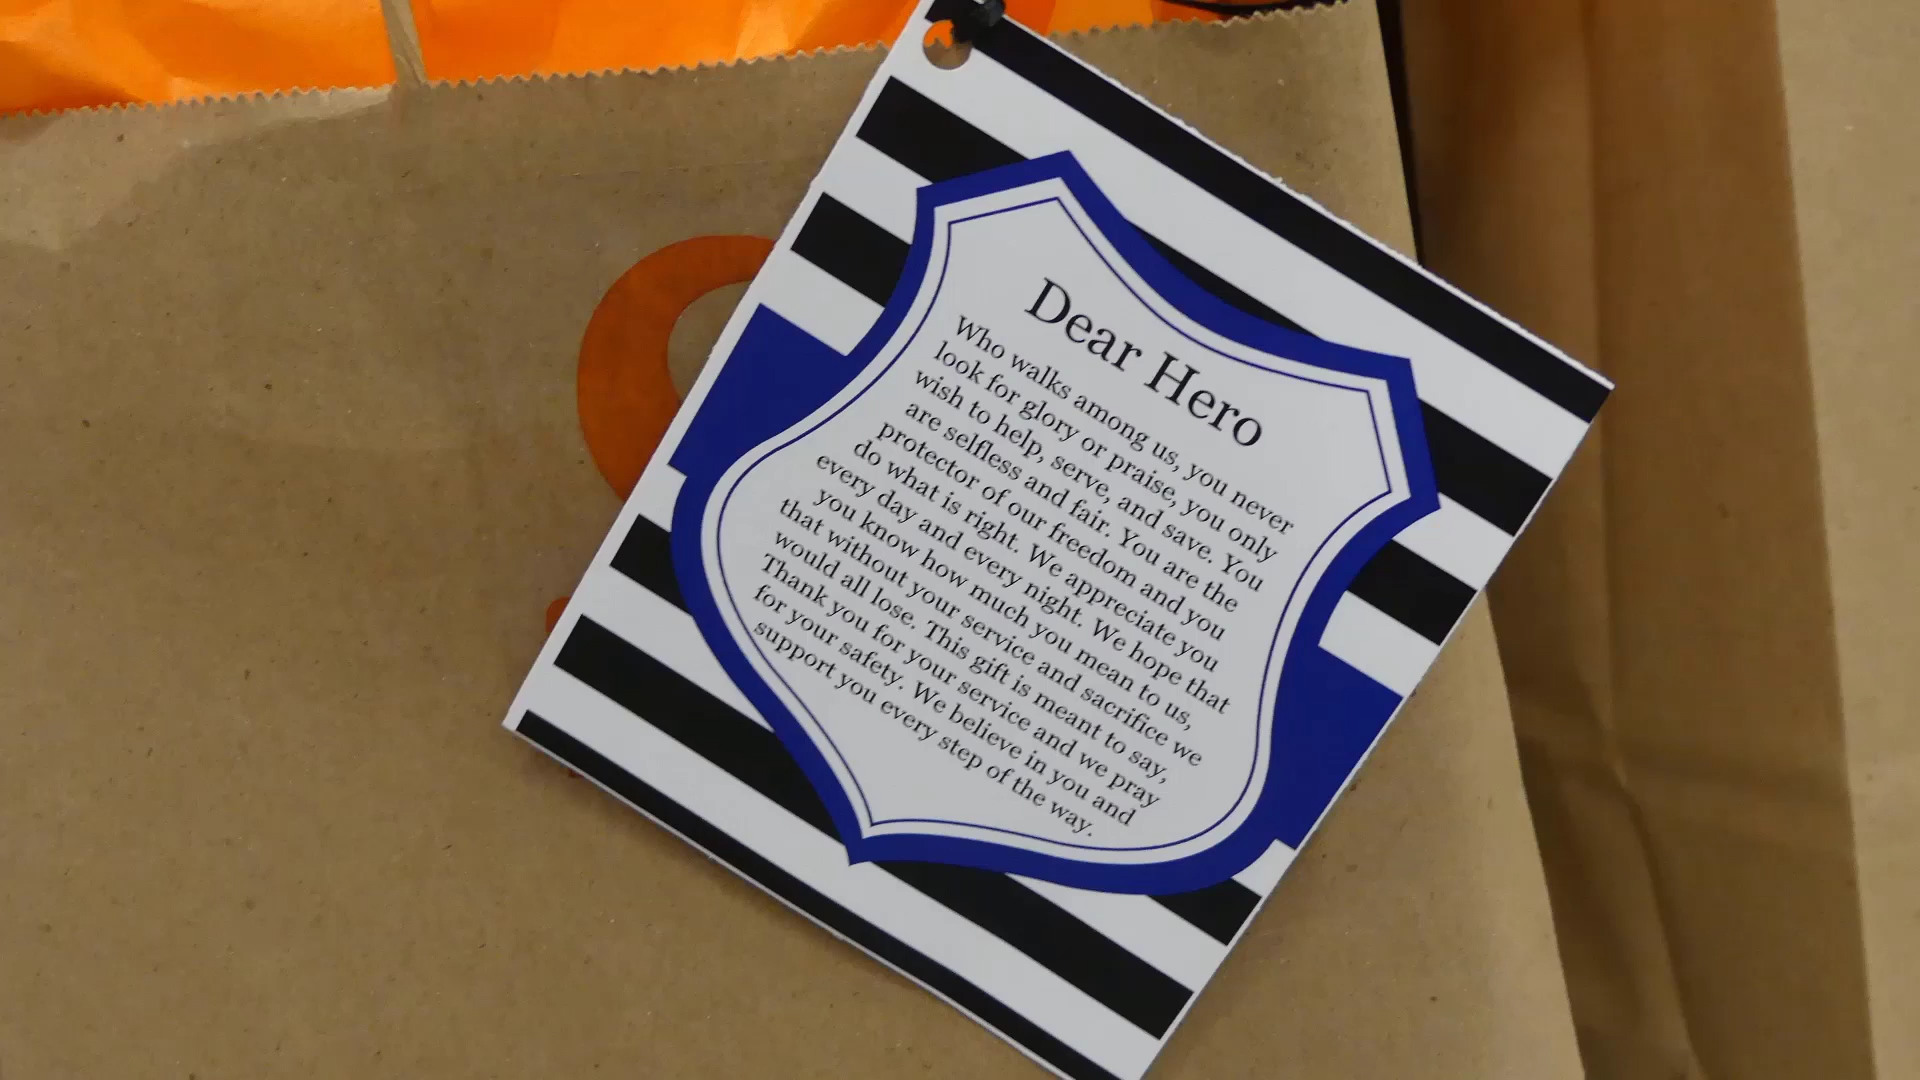 Dear Hero
Who walks among us, you never
look for glory or praise, you only
wish to help, serve, and save. You
are selfless and fair. You are the
protector of our freedom and you
do what is right. We appreciate you
every day and every night. We hope that
you know how much you mean to us,
that without your service and sacrifice we
would all lose. This gift is meant to say,
Thank you for your service and we pray
for your safety. We believe in you and
support you every step of the way.